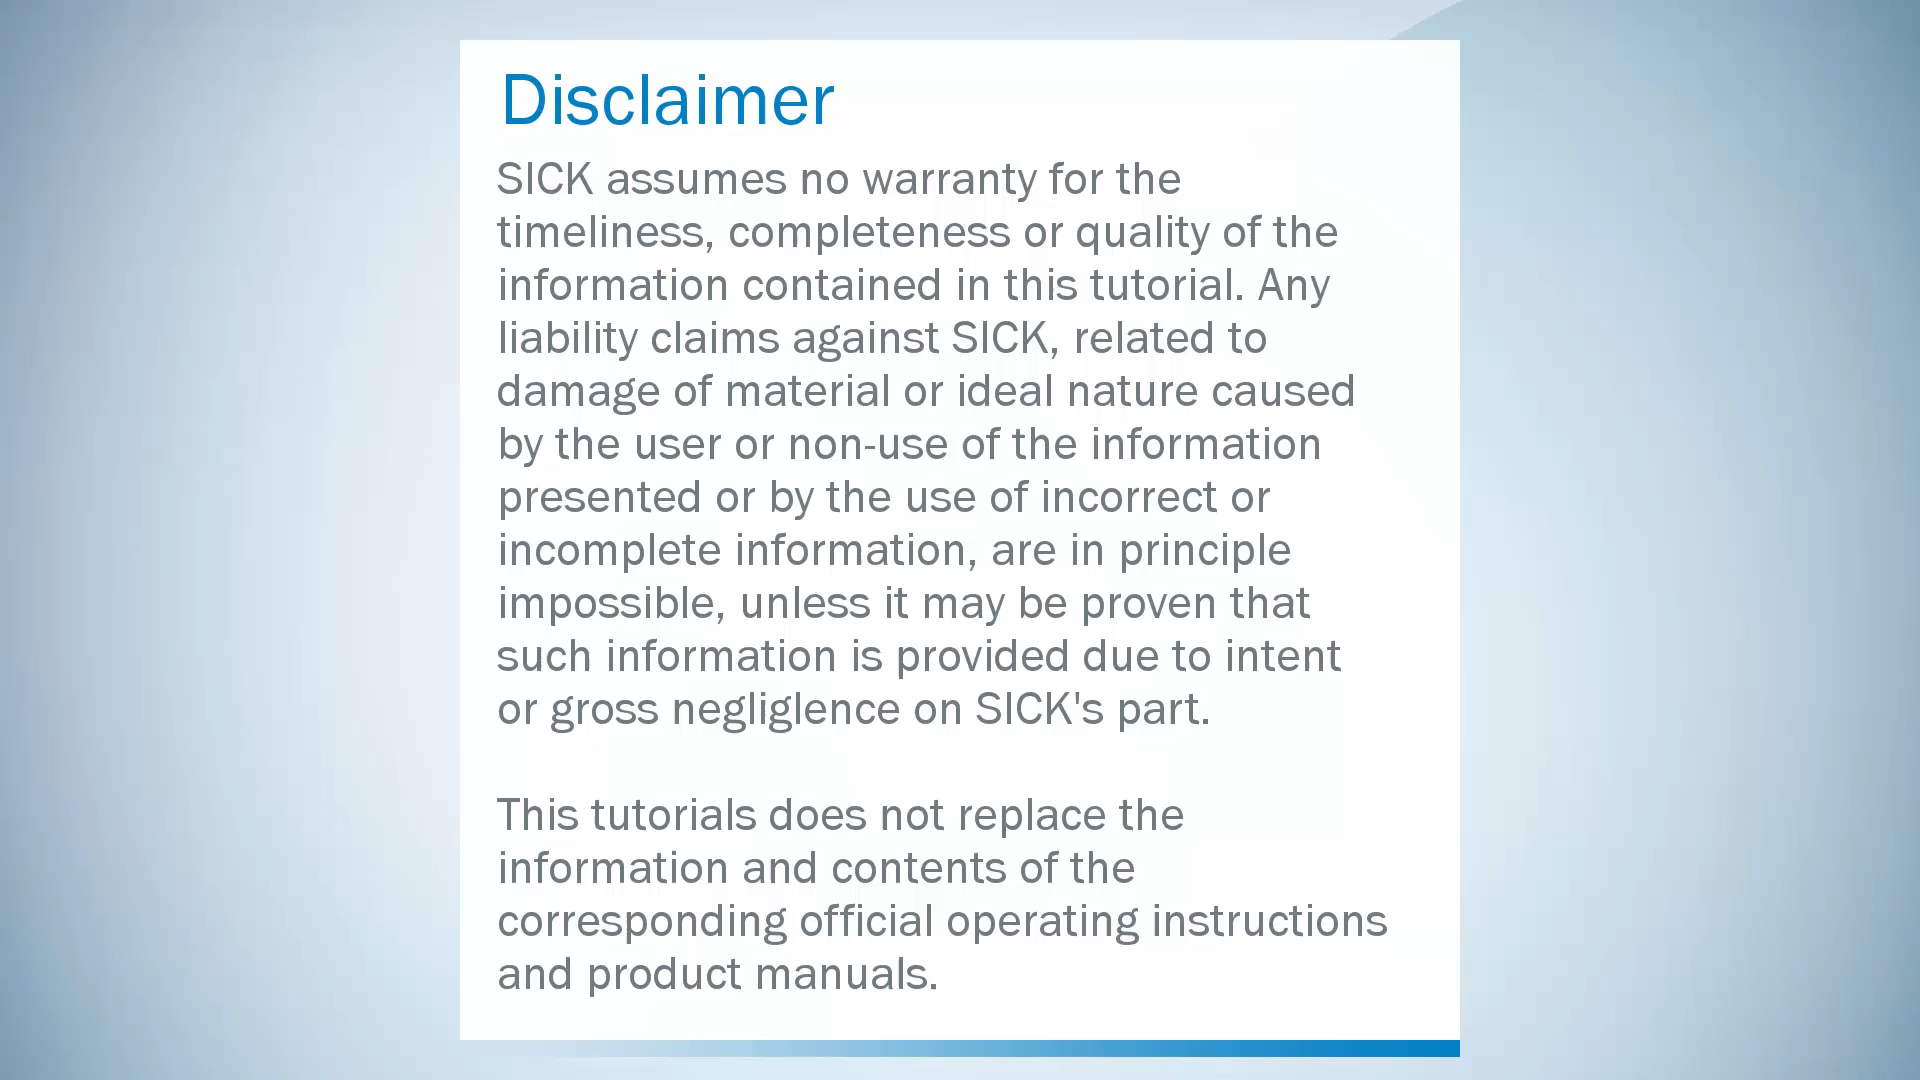 Disclaimer
SICK assumes no warranty for the
timeliness, completeness or quality of the
information contained in this tutorial. Any
liability claims against SICK, related to
damage of material or ideal nature caused
by the user or non-use of the information
presented or by the use of incorrect or
incomplete information, are in principle
impossible, unless it may be proven that
such information is provided due to intent
or gross negliglence on SICK's part.
This tutorials does not replace the
information and contents of the
corresponding official operating instructions
and product manuals.